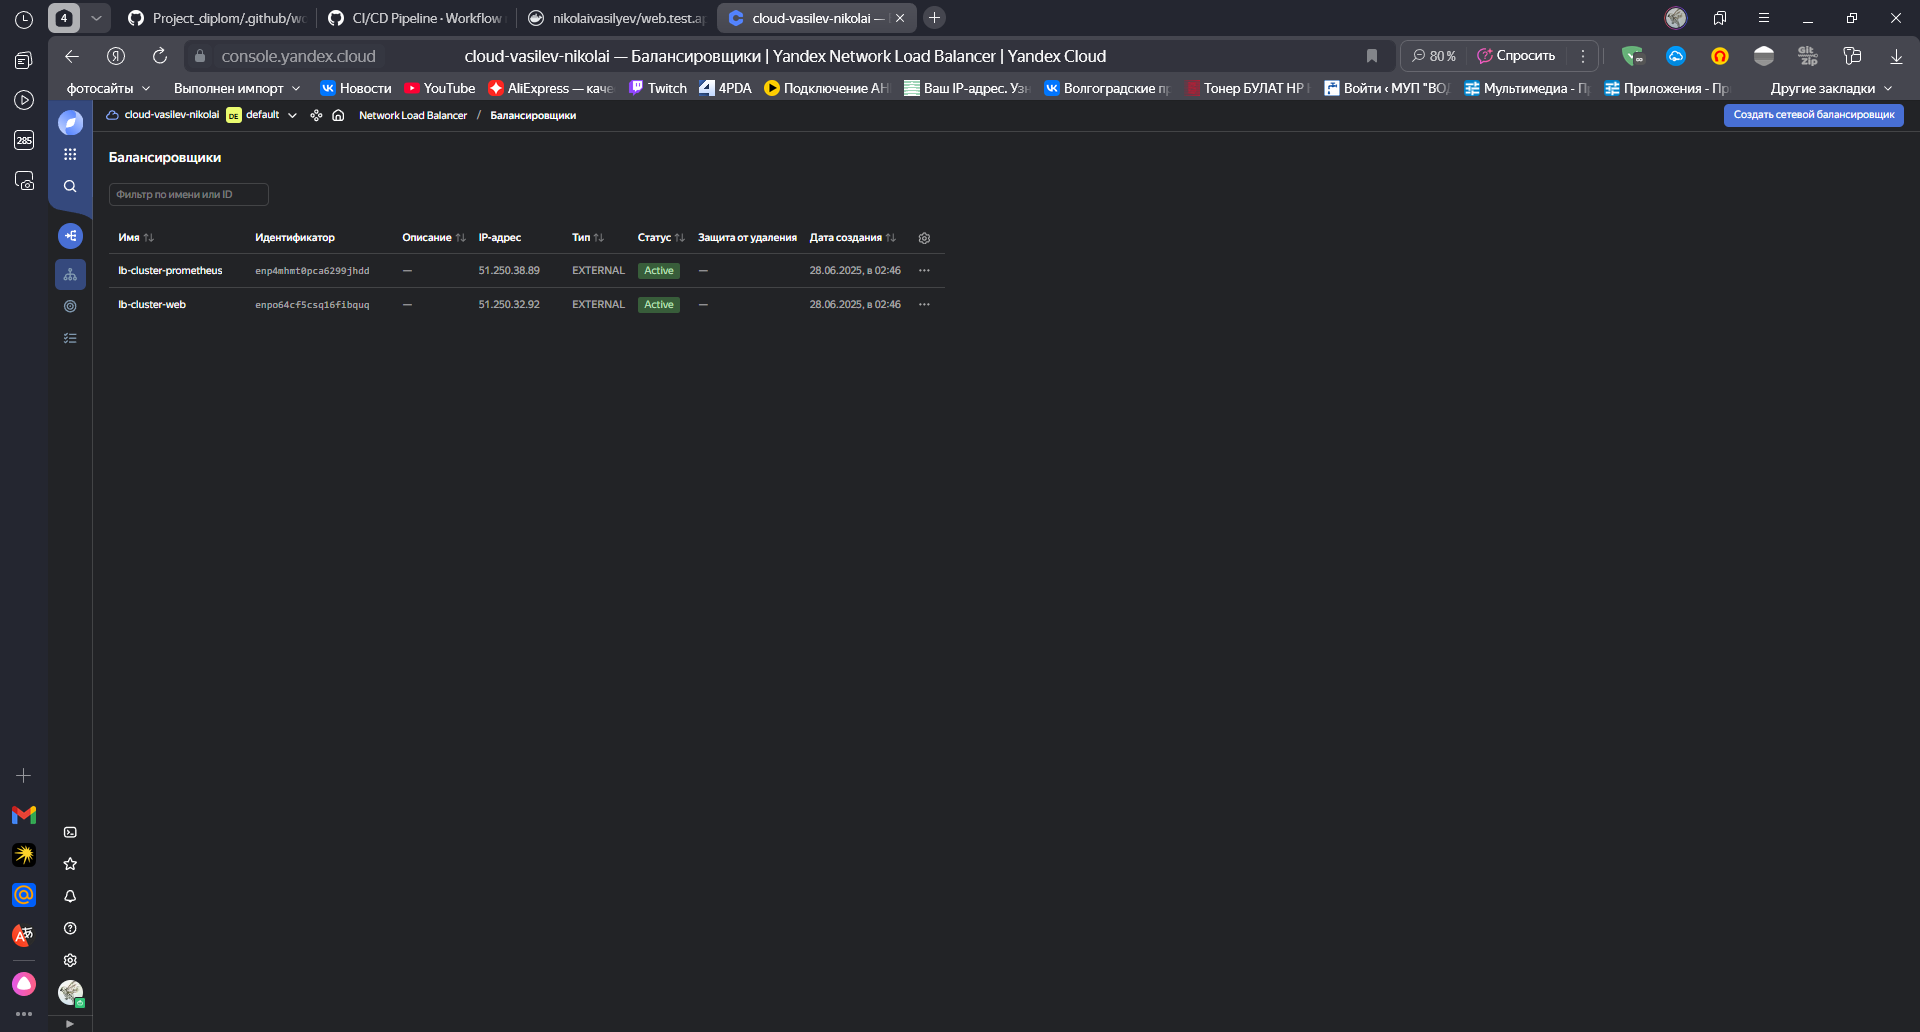 4
Project_diplom/.github/wo
CI/CD Pipeline · Workflow
nikolaivasilyev/web.test.ap
cloud-vasilev-nikolai —
console.yandex.cloud
cloud-vasilev-nikolai — Балансировщики | Yandex Network Load Balancer | Yandex Cloud
80 %
Спросить
фотосайты
Выполнен импорт
Новости
YouTube
AliExpress — каче
Twitch
4PDA
Подключение АН
Ваш IP-адрес. Узн
Волгоградские п
Тонер БУЛАТ HP
Войти ‹ МУП "ВОД
Мультимедиа - П
Приложения - Пр
Другие закладки
285
cloud-vasilev-nikolai
DE
default
Network Load Balancer / Балансировщики
Создать сетевой балансировщик
Балансировщики
Фильтр по имени или ID
Имя Идентификатор Описание IP-адрес Тип Статус Защита от удаления Дата создания
lb-cluster-prometheus enp4mhmt0pca6299jhdd — 51.250.38.89 EXTERNAL Active — 28.06.2025, в 02:46
lb-cluster-web enpo64cf5csq16fibquq — 51.250.32.92 EXTERNAL Active — 28.06.2025, в 02:46